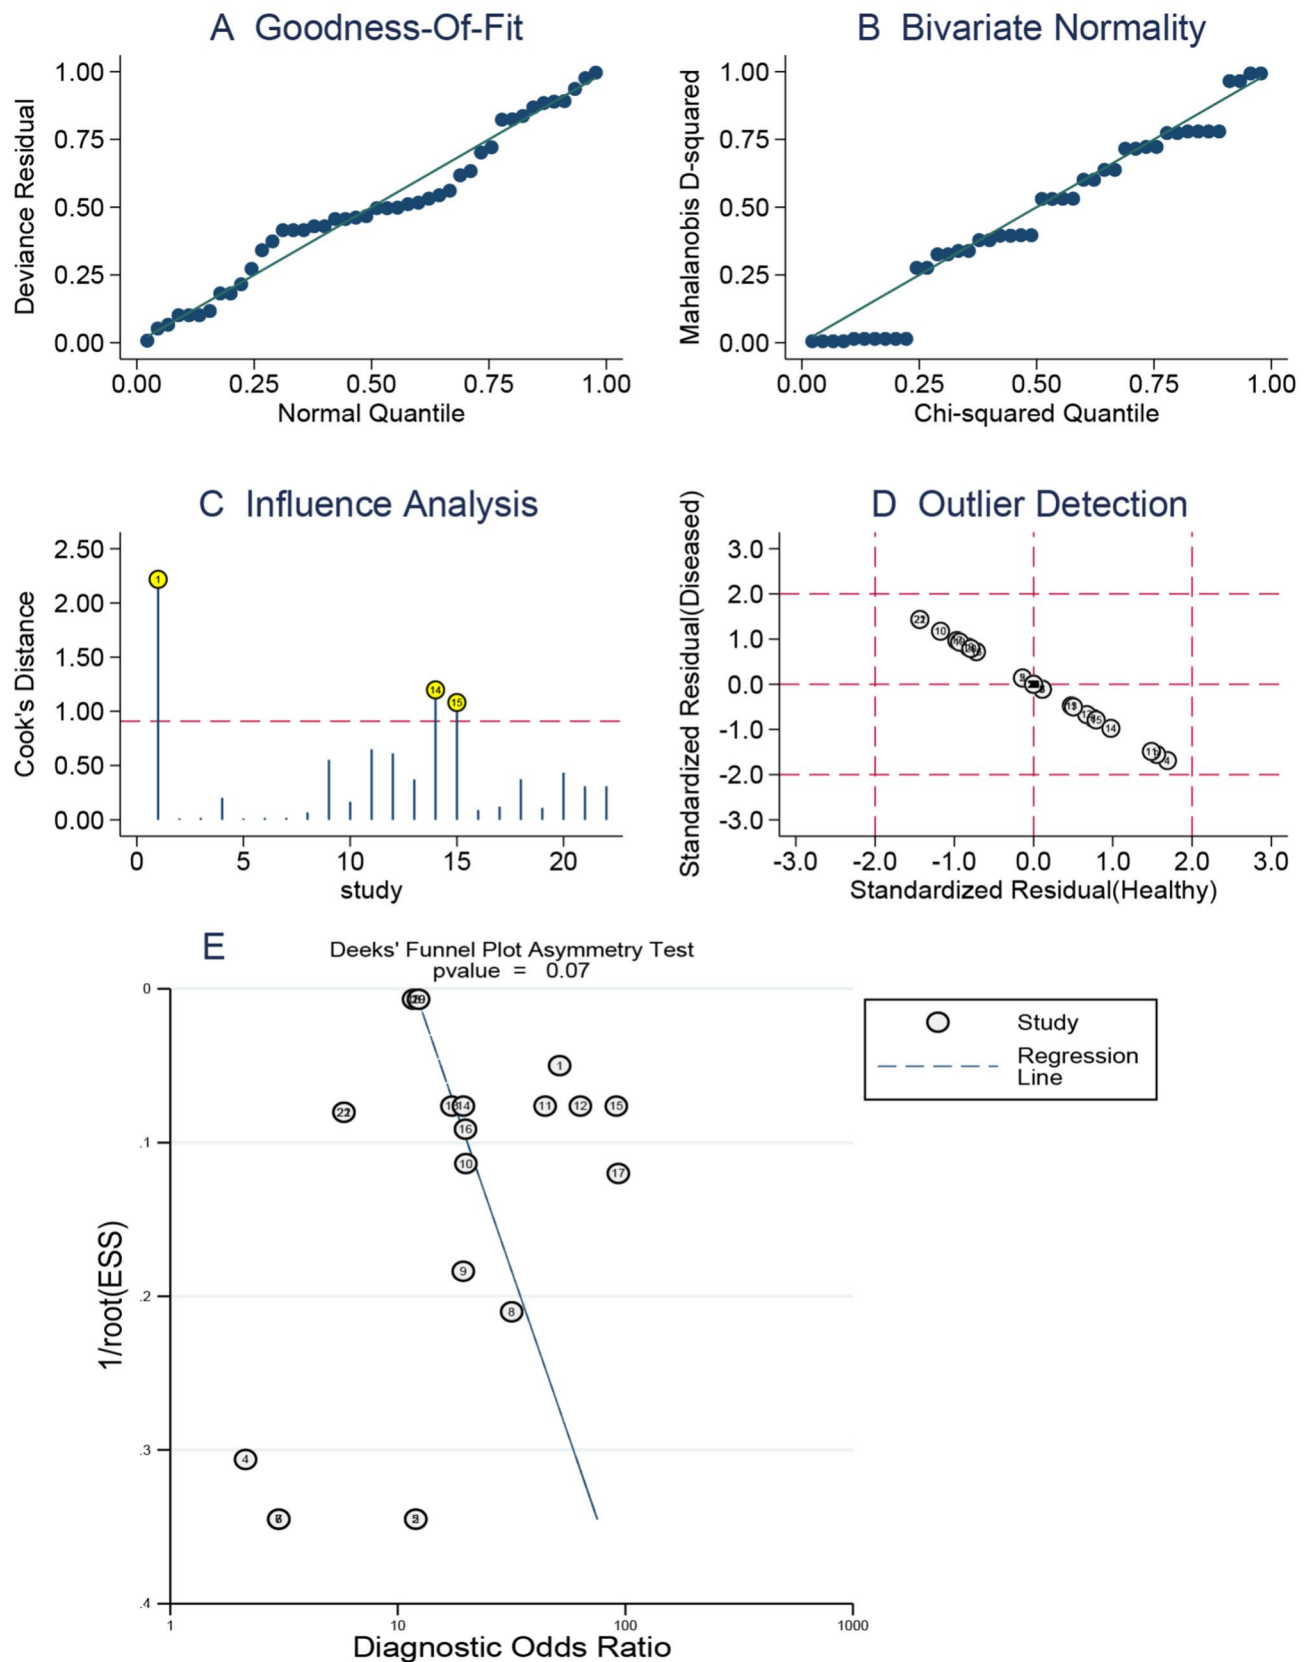 A Goodness-Of-Fit
Deviance Residual
1.00
0.75
0.50
0.25
0.00
0.00 0.25 0.50 0.75 1.00
Normal Quantile
B Bivariate Normality
Mahalanobis D-squared
1.00
0.75
0.50
0.25
0.00
0.00 0.25 0.50 0.75 1.00
Chi-squared Quantile
C Influence Analysis
Cook's Distance
2.50
2.00
1.50
1.00
0.50
0.00
1
14
15
0 5 10 15 20
study
D Outlier Detection
Standardized Residual(Diseased)
3.0
2.0
1.0
0.0
-1.0
-2.0
-3.0
10
15
14
11
4
-3.0 -2.0 -1.0 0.0 1.0 2.0 3.0
Standardized Residual(Healthy)
E
Deeks' Funnel Plot Asymmetry Test
pvalue = 0.07
1/root(ESS)
0
.1
.2
.3
.4
1
14 11 12 15
16
10
17
9
8
4
1 10 100 1000
Diagnostic Odds Ratio
Study
Regression
Line